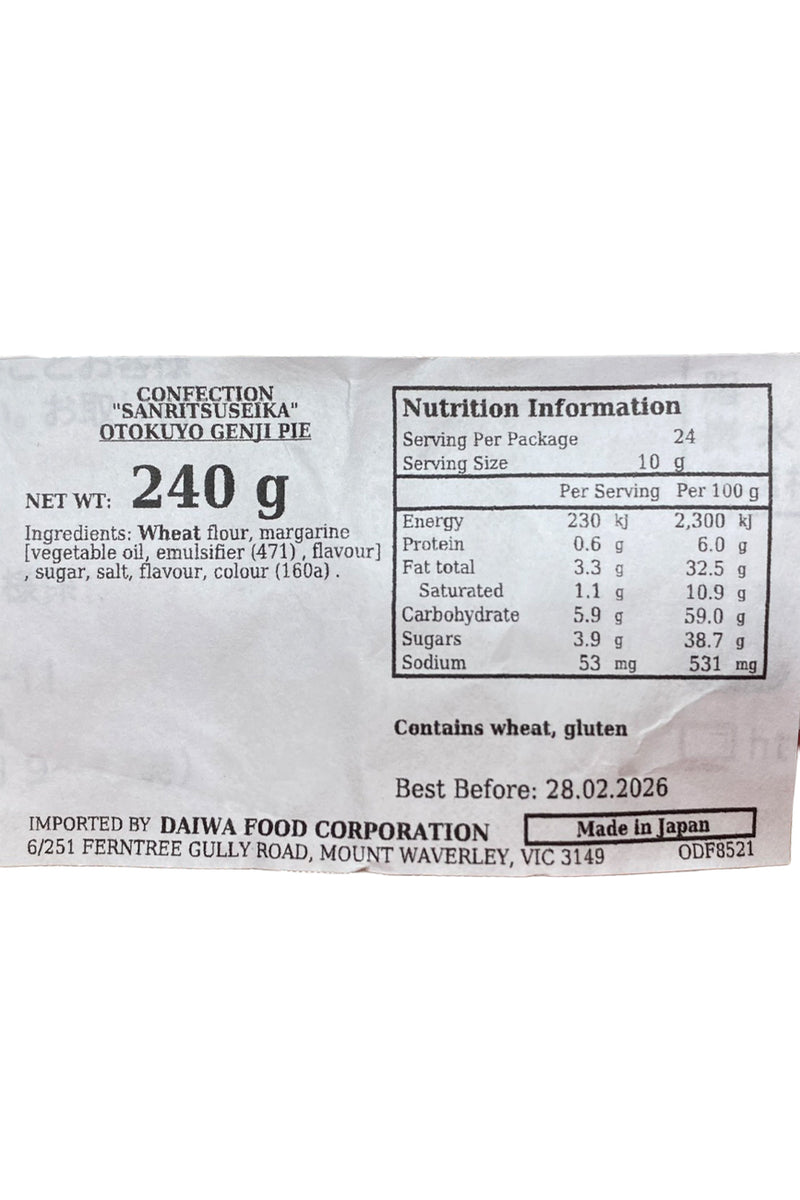 CONFECTION
"SANRITSUSEIKA"
OTOKUYO GENJI PIE
NET WT: 240 g
Ingredients: Wheat flour, margarine
[vegetable oil, emulsifier (471) , flavour]
, sugar, salt, flavour, colour (160a) .
Nutrition Information
Serving Per Package 24
Serving Size 10 g
Per Serving Per 100 g
Energy 230 kj 2,300 kj
Protein 0.6 g 6.0 g
Fat total 3.3 g 32.5 g
Saturated 1.1 g 10.9 g
Carbohydrate 5.9 g 59.0 g
Sugars 3.9 g 38.7 g
Sodium 53 mg 531 mg
Contains wheat, gluten
Best Before: 28.02.2026
IMPORTED BY DAIWA FOOD CORPORATION
Made in Japan
6/251 FERNTREE GULLY ROAD, MOUNT WAVERLEY, VIC 3149
ODF8521